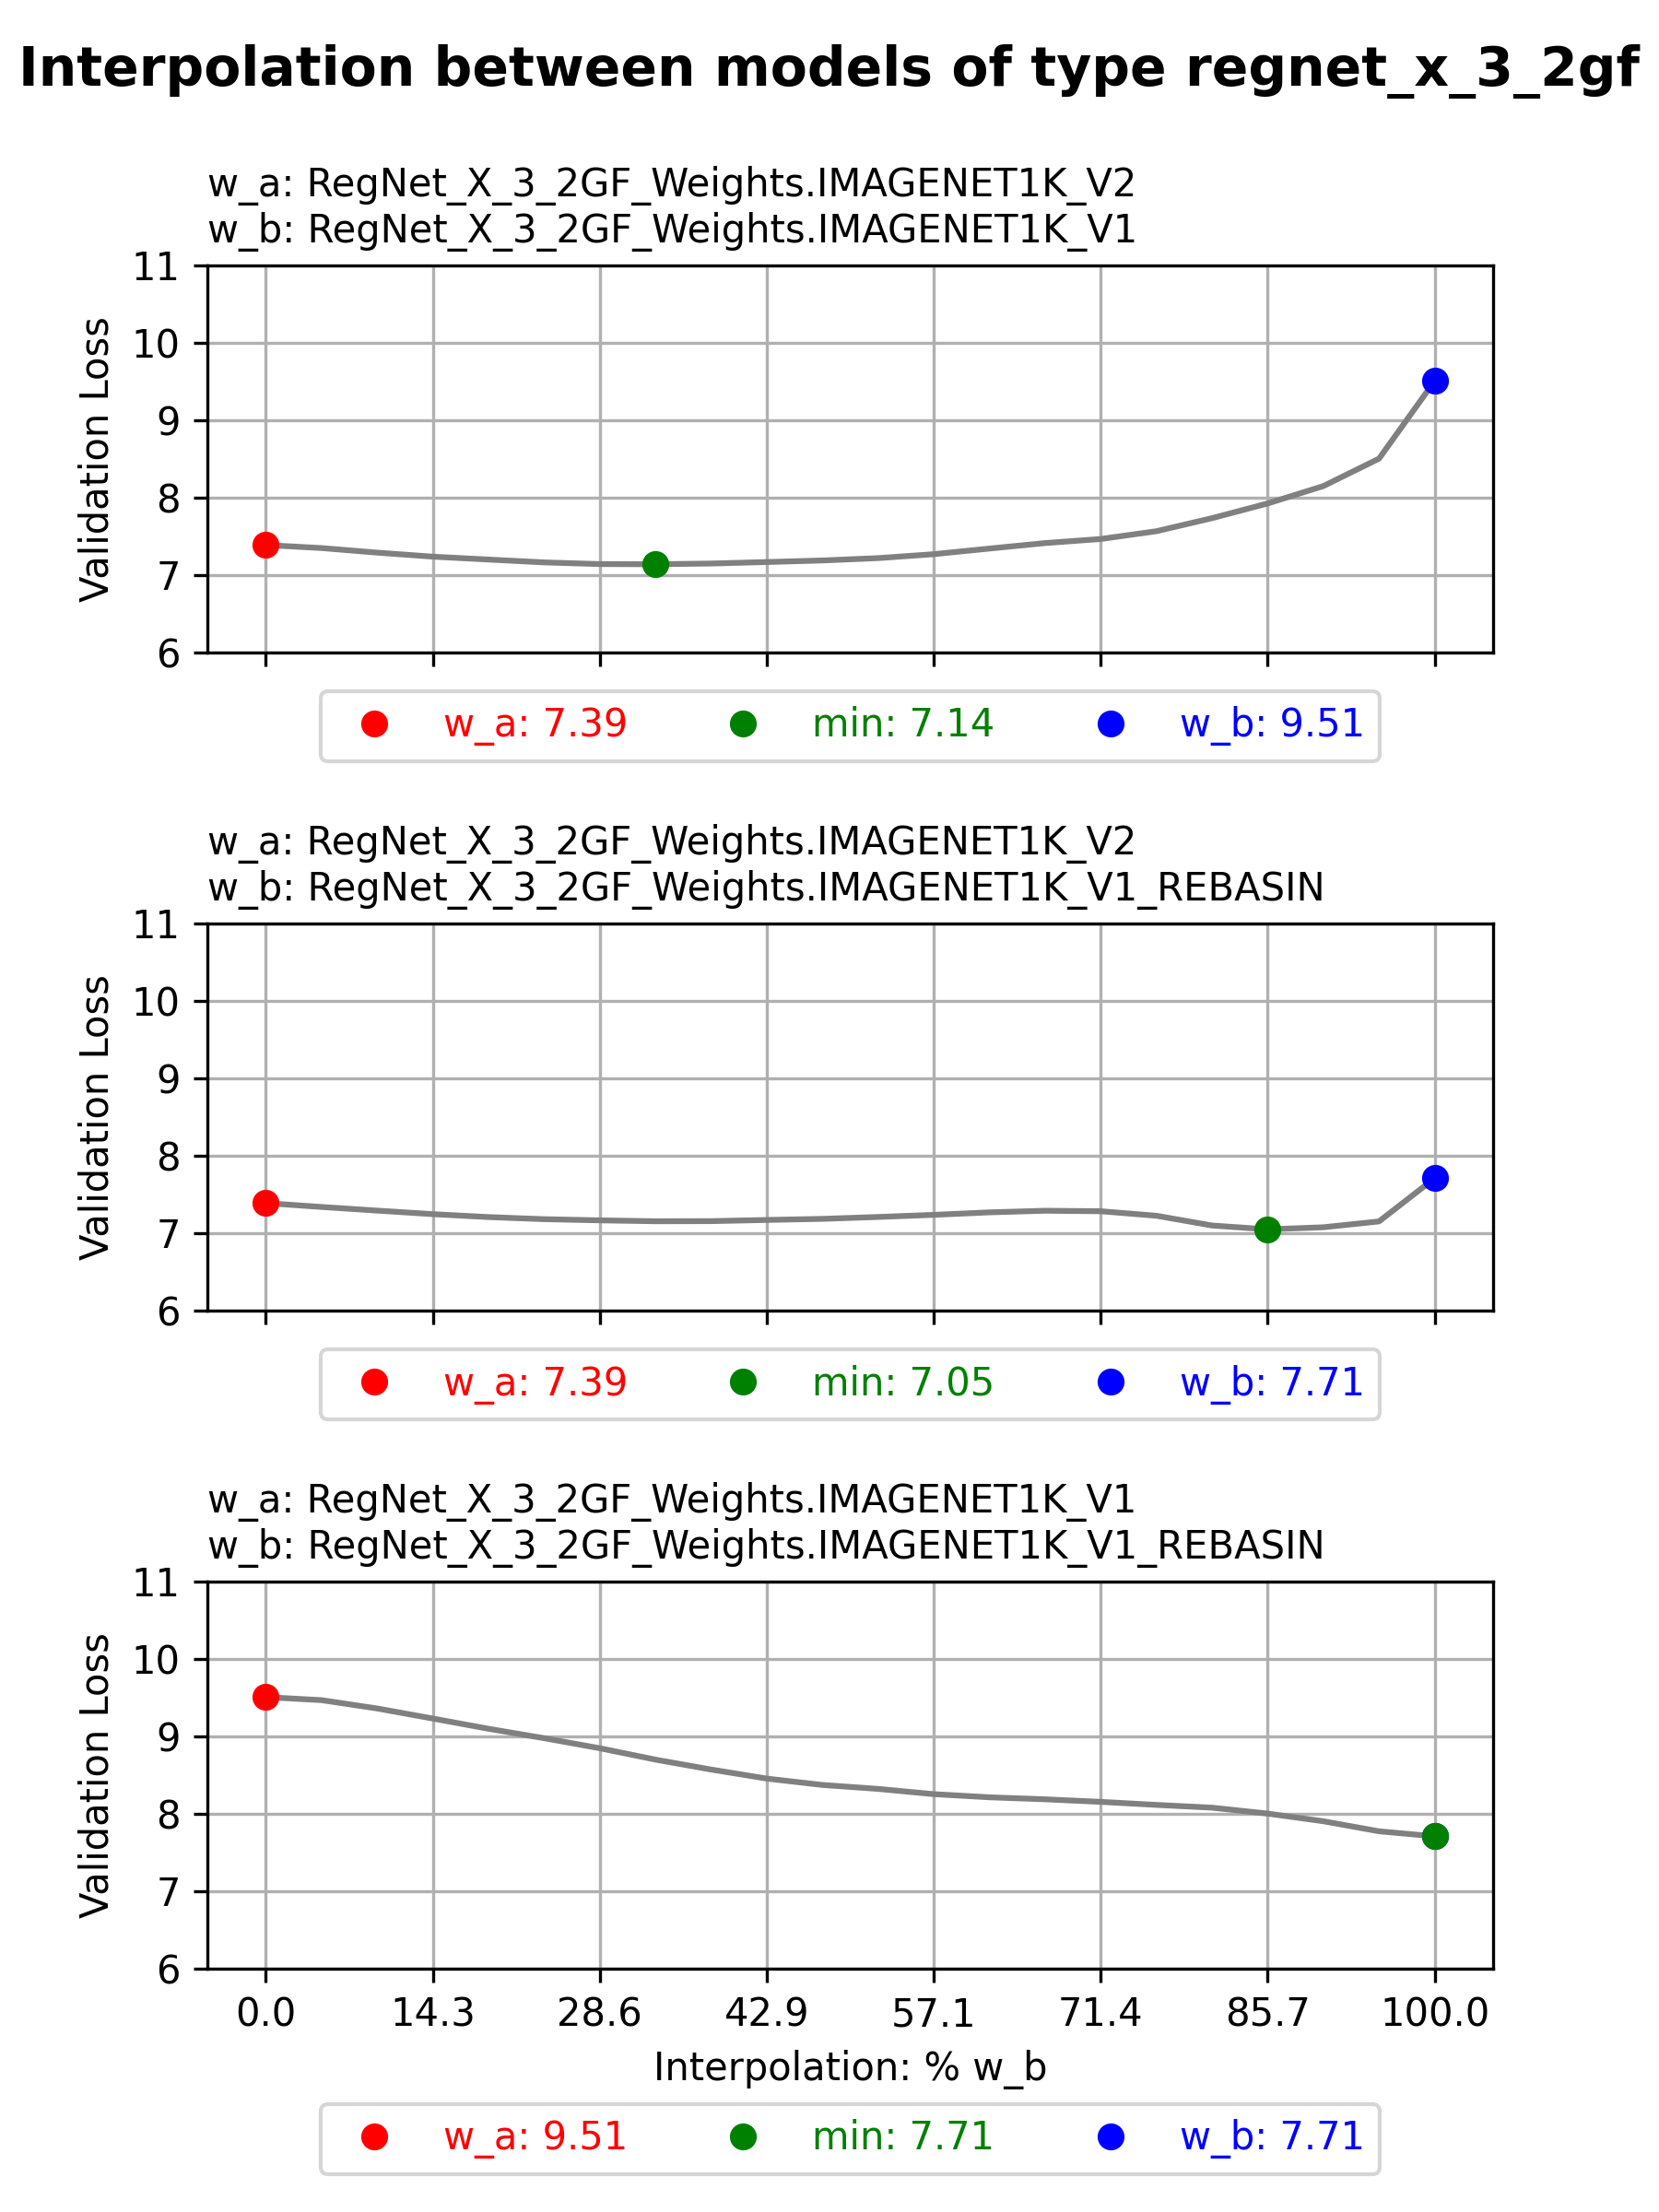 Interpolation between models of type regnet_x_3_2gf
w_a: RegNet_X_3_2GF_Weights.IMAGENET1K_V2
w_b: RegNet_X_3_2GF_Weights.IMAGENET1K_V1
11
10
9
8
7
6
Validation Loss
w_a: 7.39 min: 7.14 w_b: 9.51
w_a: RegNet_X_3_2GF_Weights.IMAGENET1K_V2
w_b: RegNet_X_3_2GF_Weights.IMAGENET1K_V1_REBASIN
11
10
9
8
7
6
Validation Loss
w_a: 7.39 min: 7.05 w_b: 7.71
w_a: RegNet_X_3_2GF_Weights.IMAGENET1K_V1
w_b: RegNet_X_3_2GF_Weights.IMAGENET1K_V1_REBASIN
11
10
9
8
7
6
Validation Loss
0.0 14.3 28.6 42.9 57.1 71.4 85.7 100.0
Interpolation: % w_b
w_a: 9.51 min: 7.71 w_b: 7.71